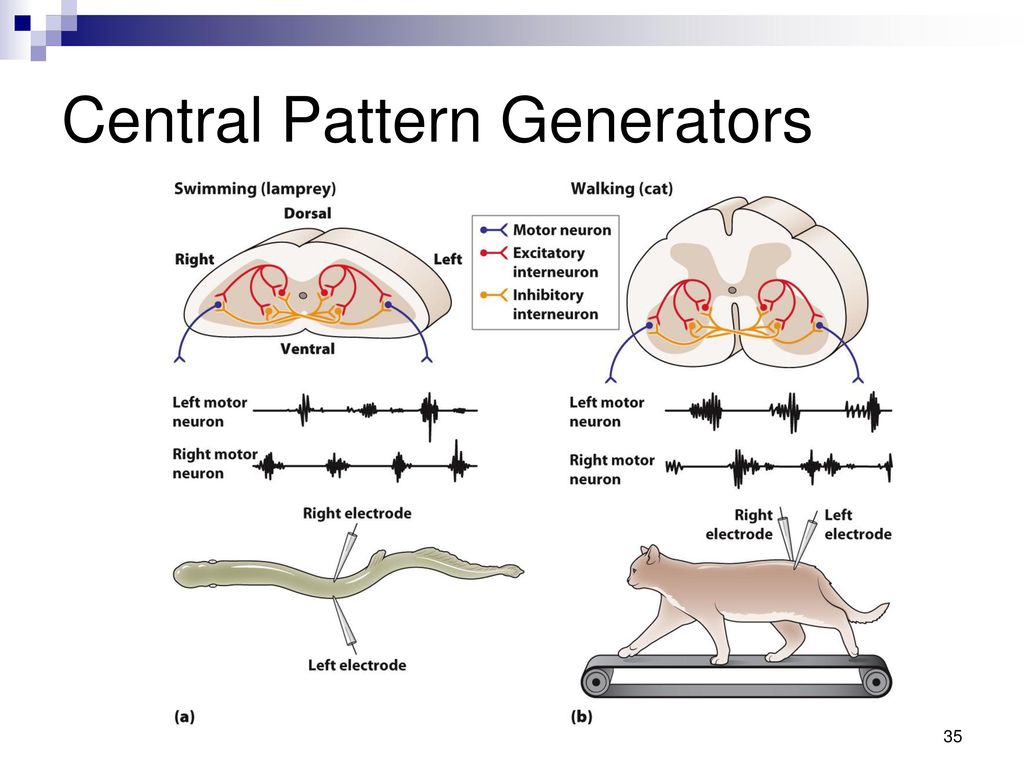 Central Pattern Generators
Swimming (lamprey)
Dorsal
Right
Left
Ventral
Motor neuron
Excitatory
interneuron
Inhibitory
interneuron
Left motor
neuron
Right motor
neuron
Right electrode
Left electrode
(a)
Walking (cat)
Left motor
neuron
Right motor
neuron
Right
electrode
Left
electrode
(b)
35